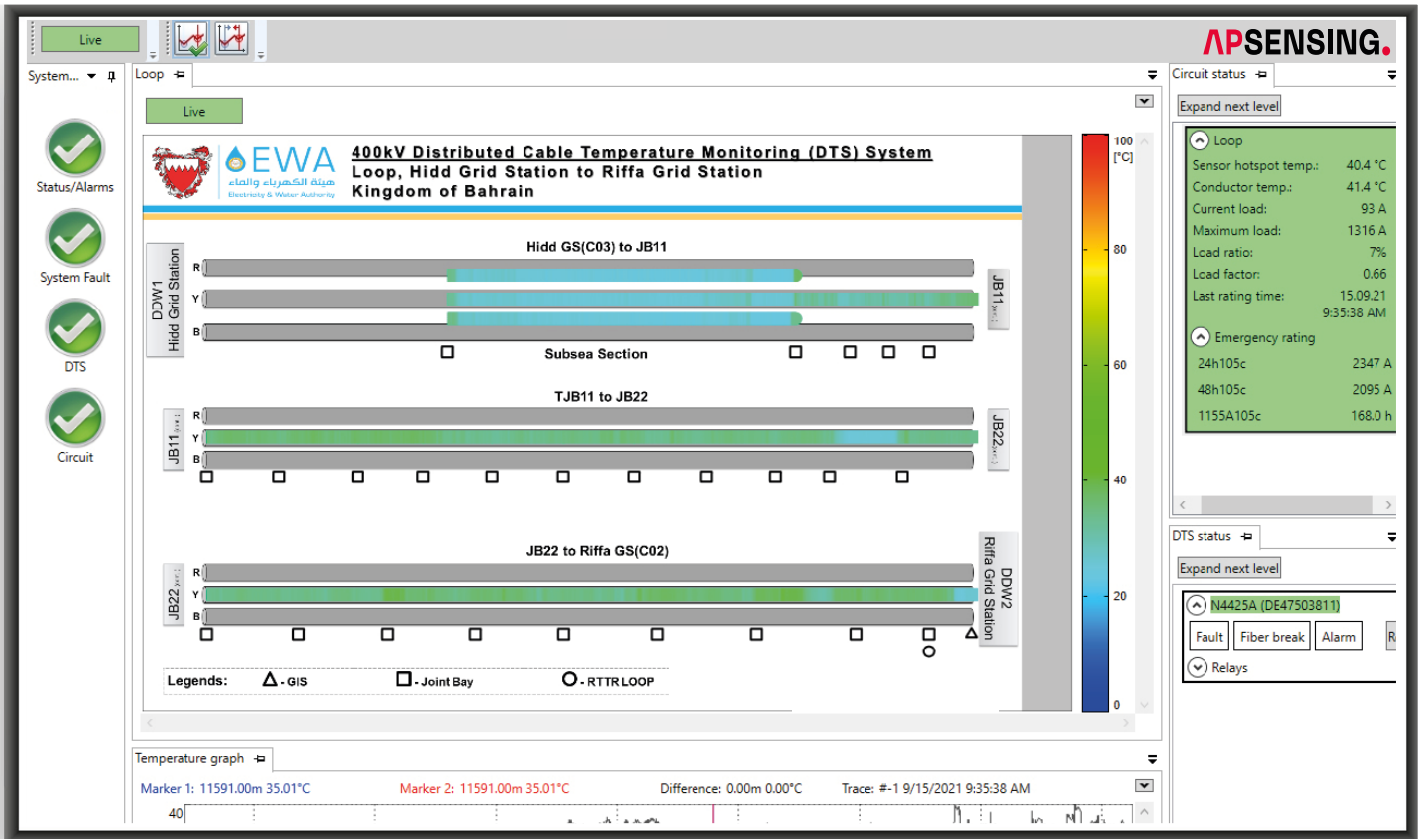 Live
APSENSING.
System...
Loop
Circuit status
Live
Expand next level
Status/Alarms
System Fault
DTS
Circuit
EWA
هيئة الكهرباء والماء
Electricity & Water Authority
400kV Distributed Cable Temperature Monitoring (DTS) System
Loop, Hidd Grid Station to Riffa Grid Station
Kingdom of Bahrain
Hidd GS(C03) to JB11
DDW1
Hidd Grid Station
R
Y
B
JB11
Subsea Section
TJB11 to JB22
JB11
R
Y
B
JB22
JB22 to Riffa GS(C02)
JB22
R
Y
B
DDW2
Riffa Grid Station
Legends:
- GIS
- Joint Bay
- RTTR LOOP
100
[°C]
80
60
40
20
0
Loop
Sensor hotspot temp.: 40.4 °C
Conductor temp.: 41.4 °C
Current load: 93 A
Maximum load: 1316 A
Load ratio: 7%
Load factor: 0.66
Last rating time: 15.09.21
9:35:38 AM
Emergency rating
24h105c 2347 A
48h105c 2095 A
1155A105c 168.0 h
DTS status
Expand next level
N4425A (DE47503811)
Fault Fiber break Alarm
Relays
Temperature graph
Marker 1: 11591.00m 35.01°C Marker 2: 11591.00m 35.01°C Difference: 0.00m 0.00°C Trace: #-1 9/15/2021 9:35:38 AM
40